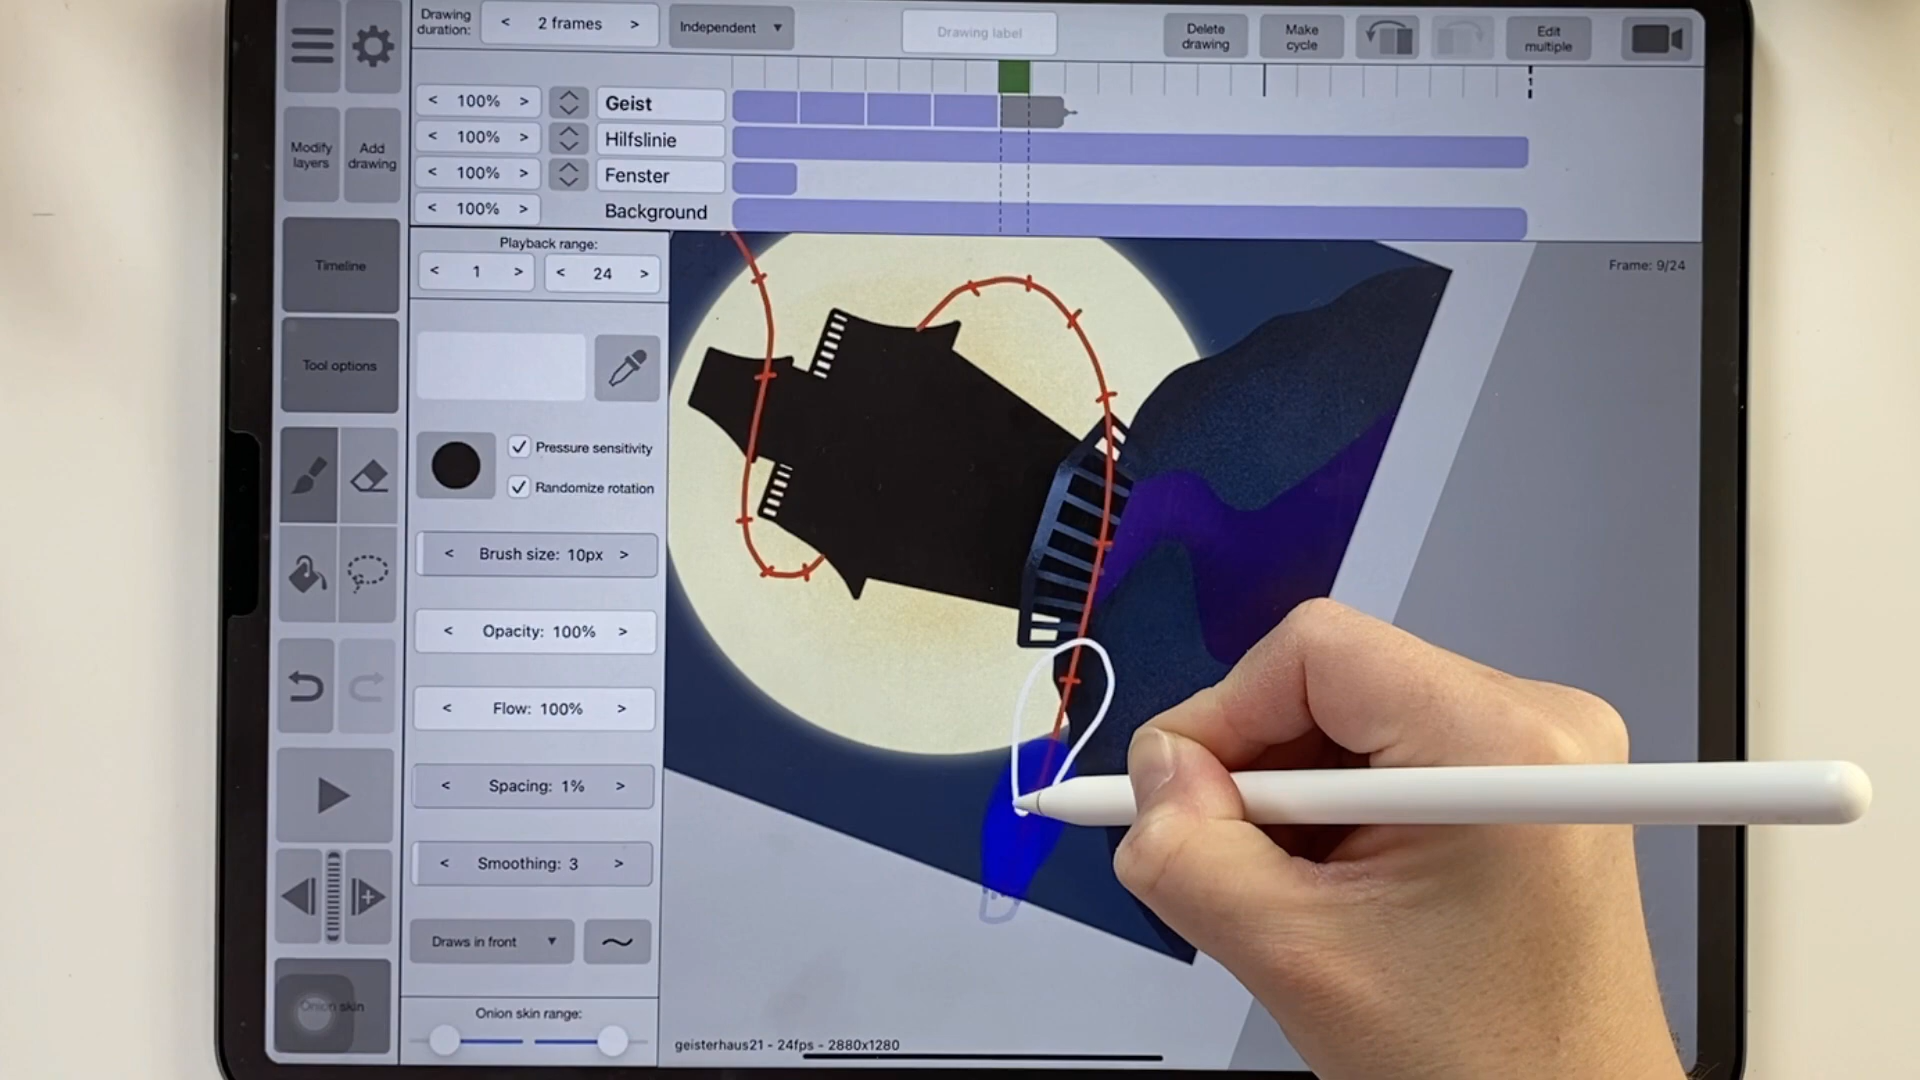 Drawing
duration:
< 2 frames >
Independent
Drawing label
Delete
drawing
Make
cycle
Edit
multiple
1
< 100% >
Geist
< 100% >
Hilfslinie
< 100% >
Fenster
< 100% >
Background
Modify
layers
Add
drawing
Timeline
Tool options
Playback range:
< 1 >
< 24 >
Frame: 9/24
Pressure sensitivity
Randomize rotation
< Brush size: 10px >
< Opacity: 100% >
< Flow: 100% >
< Spacing: 1% >
< Smoothing: 3 >
Draws in front
Onion skin
Onion skin range:
geisterhaus21 - 24fps - 2880x1280